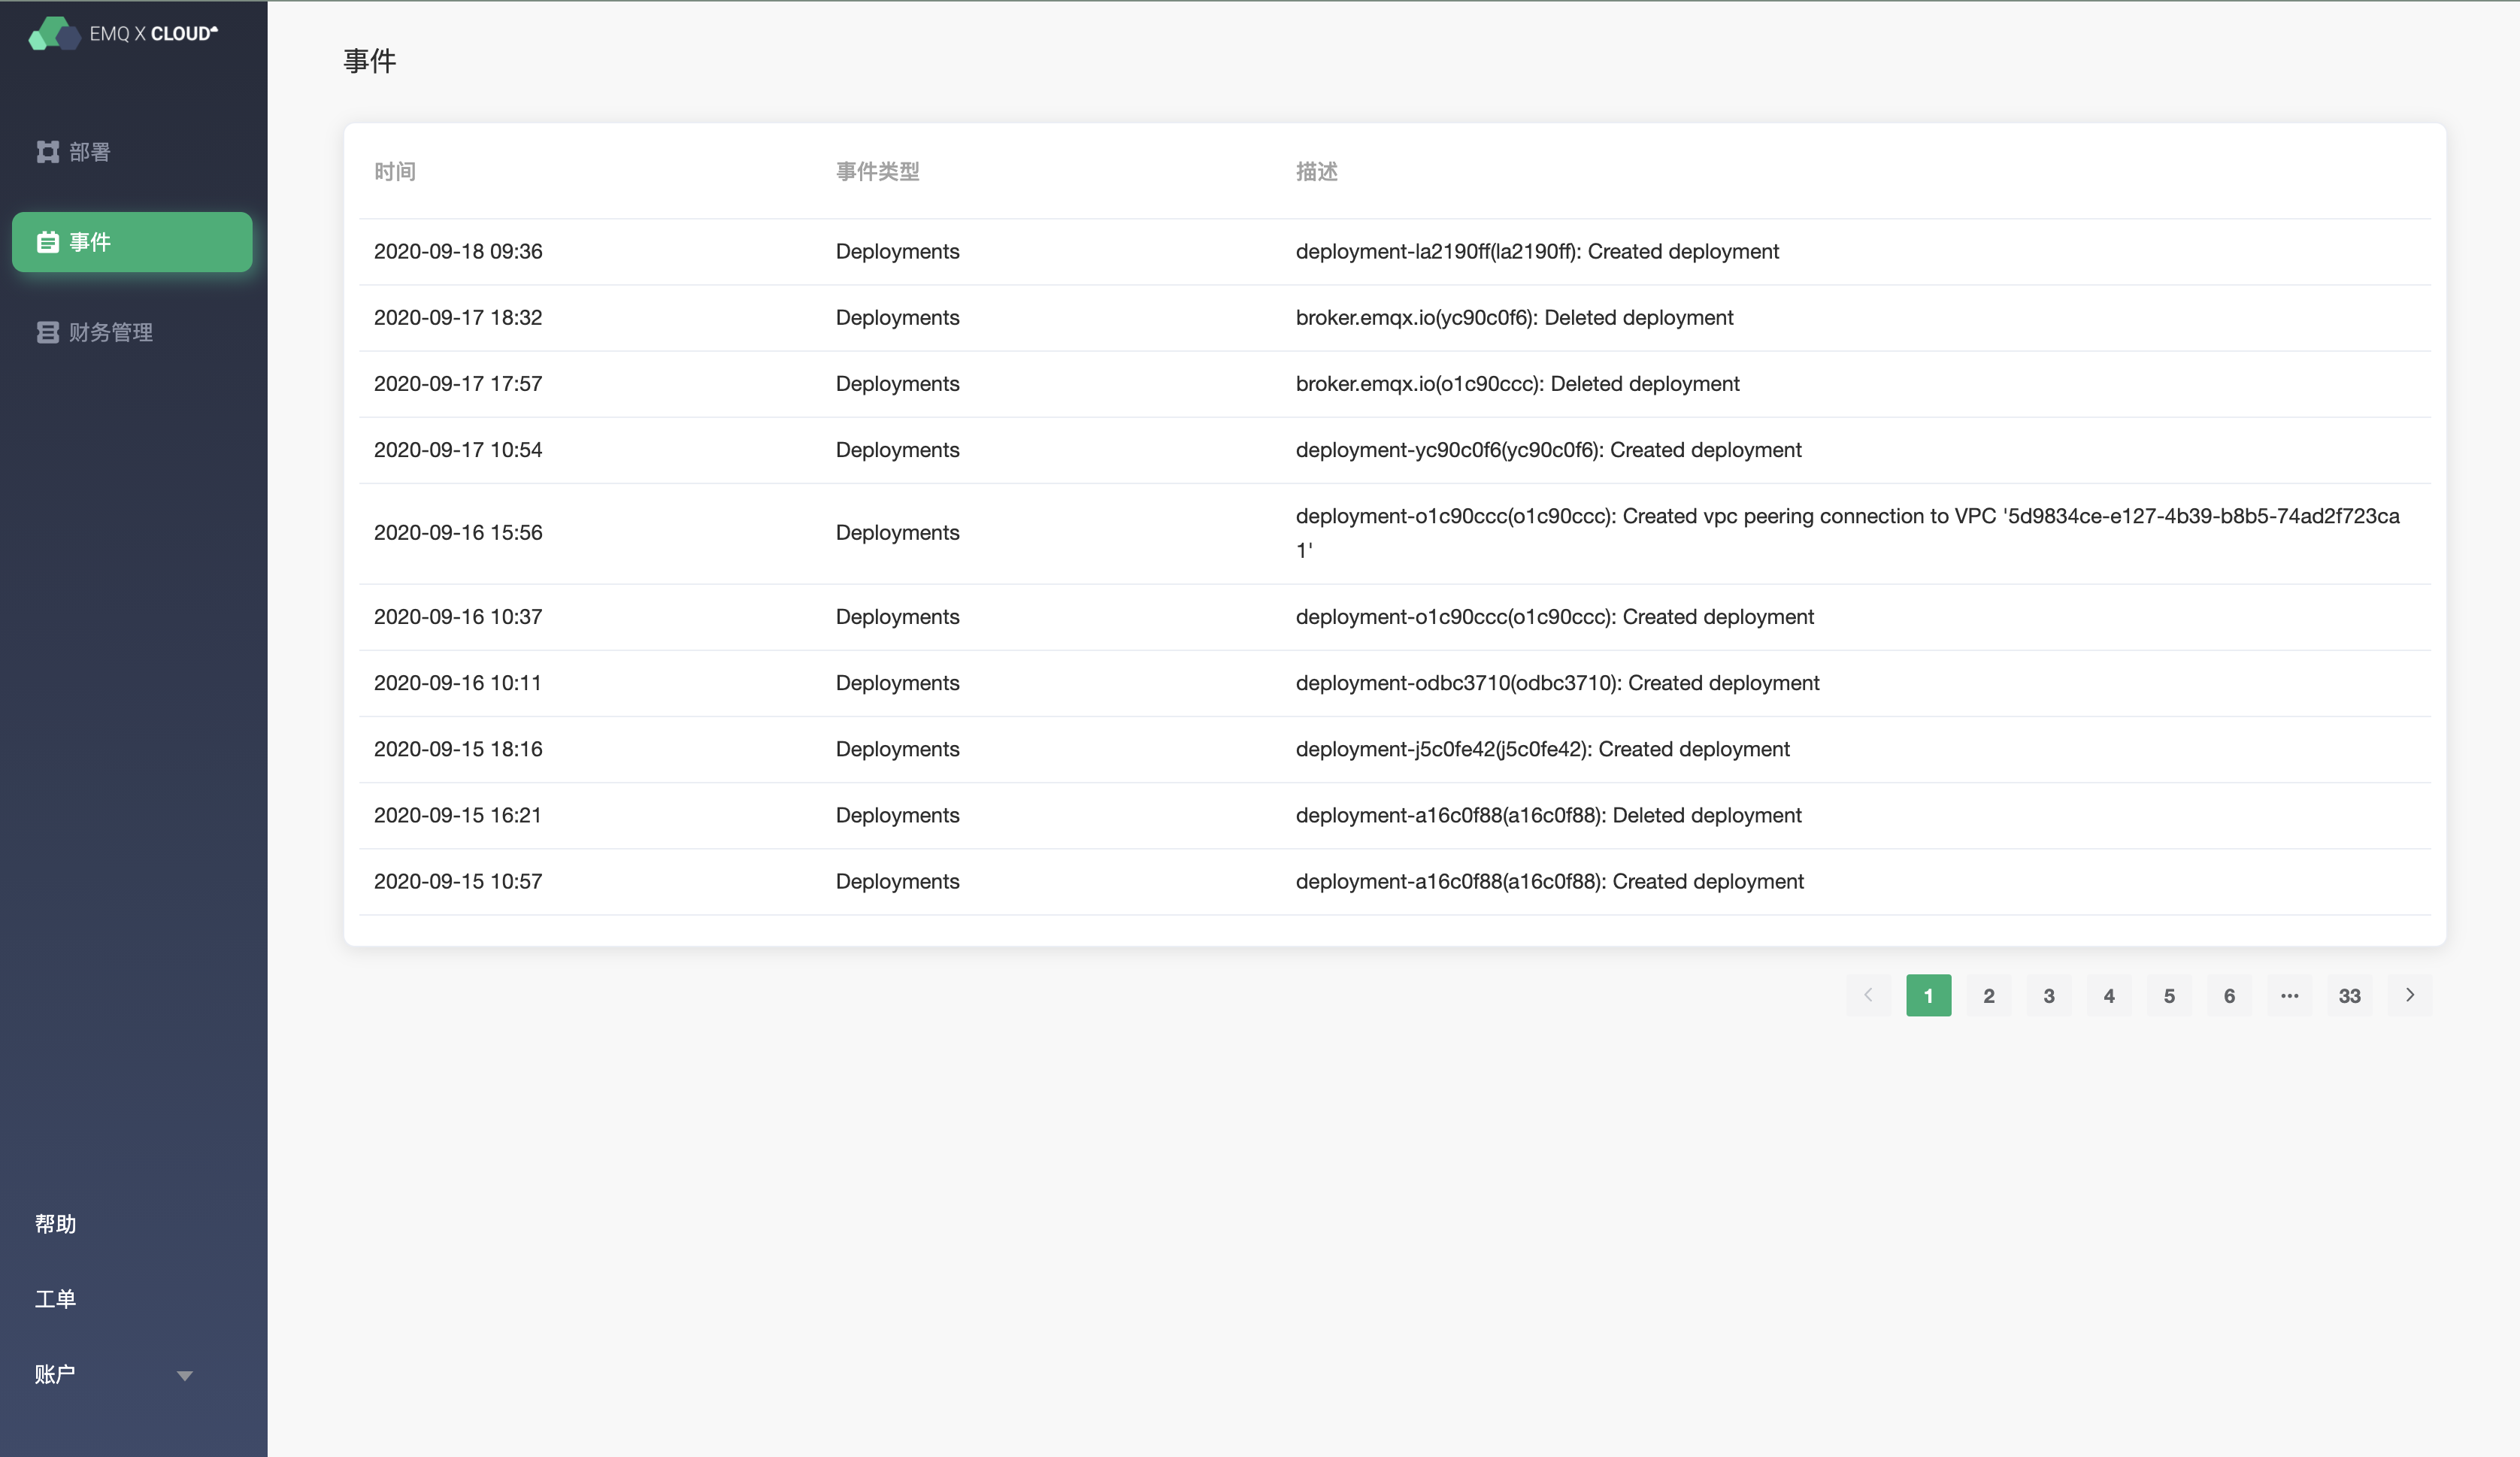 EMQ X CLOUD
部署
事件
财务管理
帮助
工单
账户
事件
时间 事件类型 描述
2020-09-18 09:36 Deployments deployment-la2190ff(la2190ff): Created deployment
2020-09-17 18:32 Deployments broker.emqx.io(yc90c0f6): Deleted deployment
2020-09-17 17:57 Deployments broker.emqx.io(o1c90ccc): Deleted deployment
2020-09-17 10:54 Deployments deployment-yc90c0f6(yc90c0f6): Created deployment
2020-09-16 15:56 Deployments deployment-o1c90ccc(o1c90ccc): Created vpc peering connection to VPC '5d9834ce-e127-4b39-b8b5-74ad2f723ca
1'
2020-09-16 10:37 Deployments deployment-o1c90ccc(o1c90ccc): Created deployment
2020-09-16 10:11 Deployments deployment-odbc3710(odbc3710): Created deployment
2020-09-15 18:16 Deployments deployment-j5c0fe42(j5c0fe42): Created deployment
2020-09-15 16:21 Deployments deployment-a16c0f88(a16c0f88): Deleted deployment
2020-09-15 10:57 Deployments deployment-a16c0f88(a16c0f88): Created deployment
1 2 3 4 5 6 ••• 33